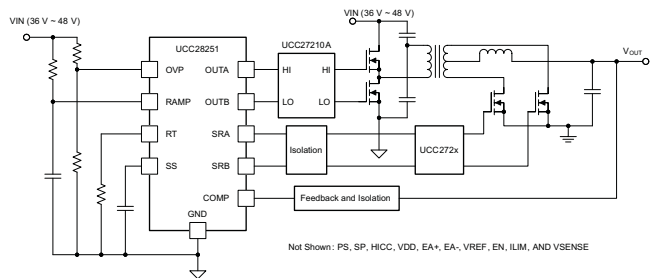 VIN (36 V ~ 48 V)
VIN (36 V ~ 48 V)
UCC28251
UCC27210A
VOUT
OVP
OUTA
HI
HI
RAMP
OUTB
LO
LO
RT
SRA
Isolation
UCC272x
SS
SRB
COMP
Feedback and Isolation
GND
Not Shown: PS, SP, HICC, VDD, EA+, EA-, VREF, EN, ILIM, AND VSENSE